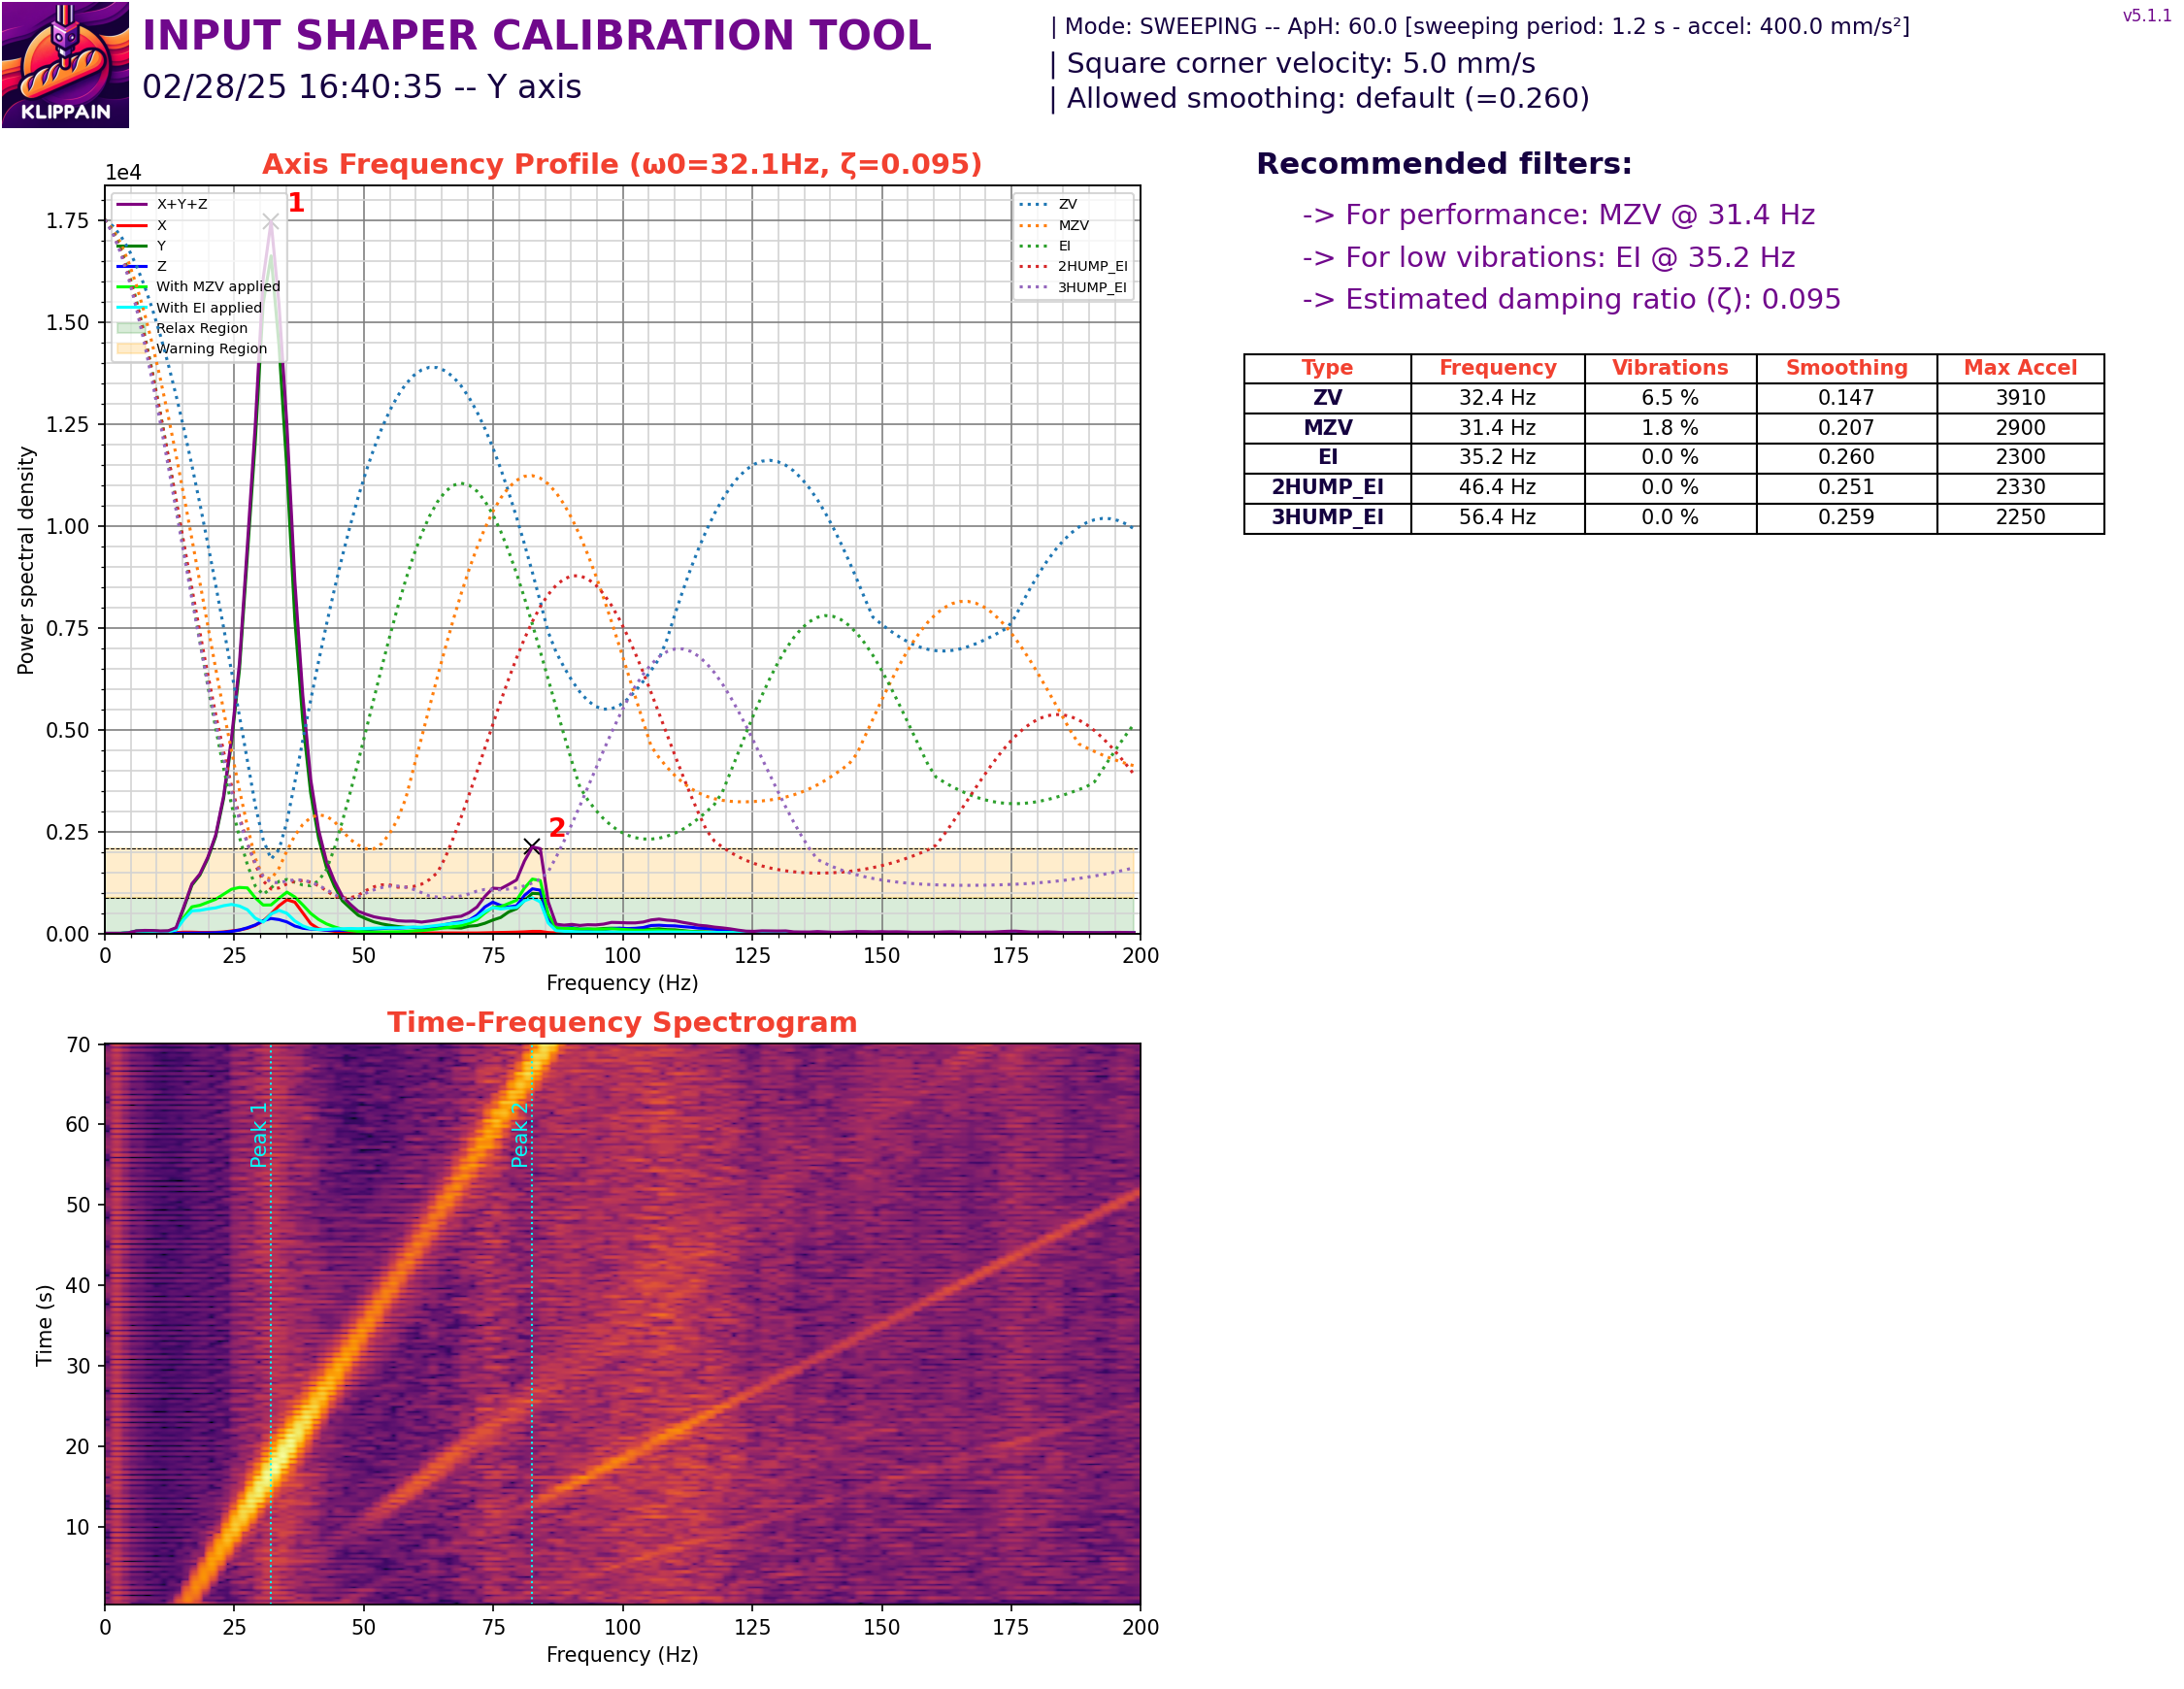 KLIPPAIN
INPUT SHAPER CALIBRATION TOOL
02/28/25 16:40:35 -- Y axis
| Mode: SWEEPING -- ApH: 60.0 [sweeping period: 1.2 s - accel: 400.0 mm/s²]
| Square corner velocity: 5.0 mm/s
| Allowed smoothing: default (=0.260)
v5.1.1
Axis Frequency Profile (ω0=32.1Hz, ζ=0.095)
1e4
1.75
1.50
1.25
1.00
0.75
0.50
0.25
0.00
Power spectral density
X+Y+Z
X
Y
Z
With MZV applied
With EI applied
Relax Region
Warning Region
1
2
ZV
MZV
EI
2HUMP_EI
3HUMP_EI
0 25 50 75 100 125 150 175 200
Frequency (Hz)
Recommended filters:
-> For performance: MZV @ 31.4 Hz
-> For low vibrations: EI @ 35.2 Hz
-> Estimated damping ratio (ζ): 0.095
Type Frequency Vibrations Smoothing Max Accel
ZV 32.4 Hz 6.5 % 0.147 3910
MZV 31.4 Hz 1.8 % 0.207 2900
EI 35.2 Hz 0.0 % 0.260 2300
2HUMP_EI 46.4 Hz 0.0 % 0.251 2330
3HUMP_EI 56.4 Hz 0.0 % 0.259 2250
Time-Frequency Spectrogram
70
60
50
40
30
20
10
Time (s)
Peak 1
Peak 2
0 25 50 75 100 125 150 175 200
Frequency (Hz)